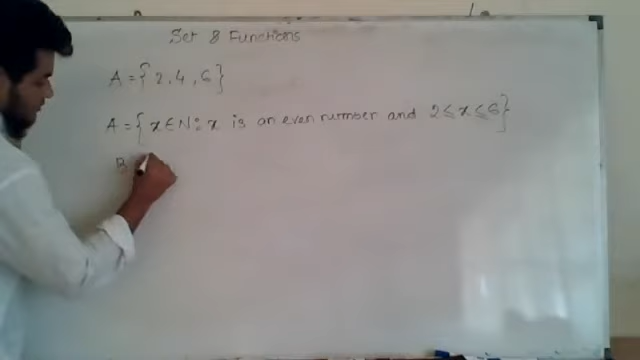 Set & Functions
A = { 2, 4, 6 }
A = { x ∈ N : x is an even number and 2 ≤ x ≤ 6 }
B